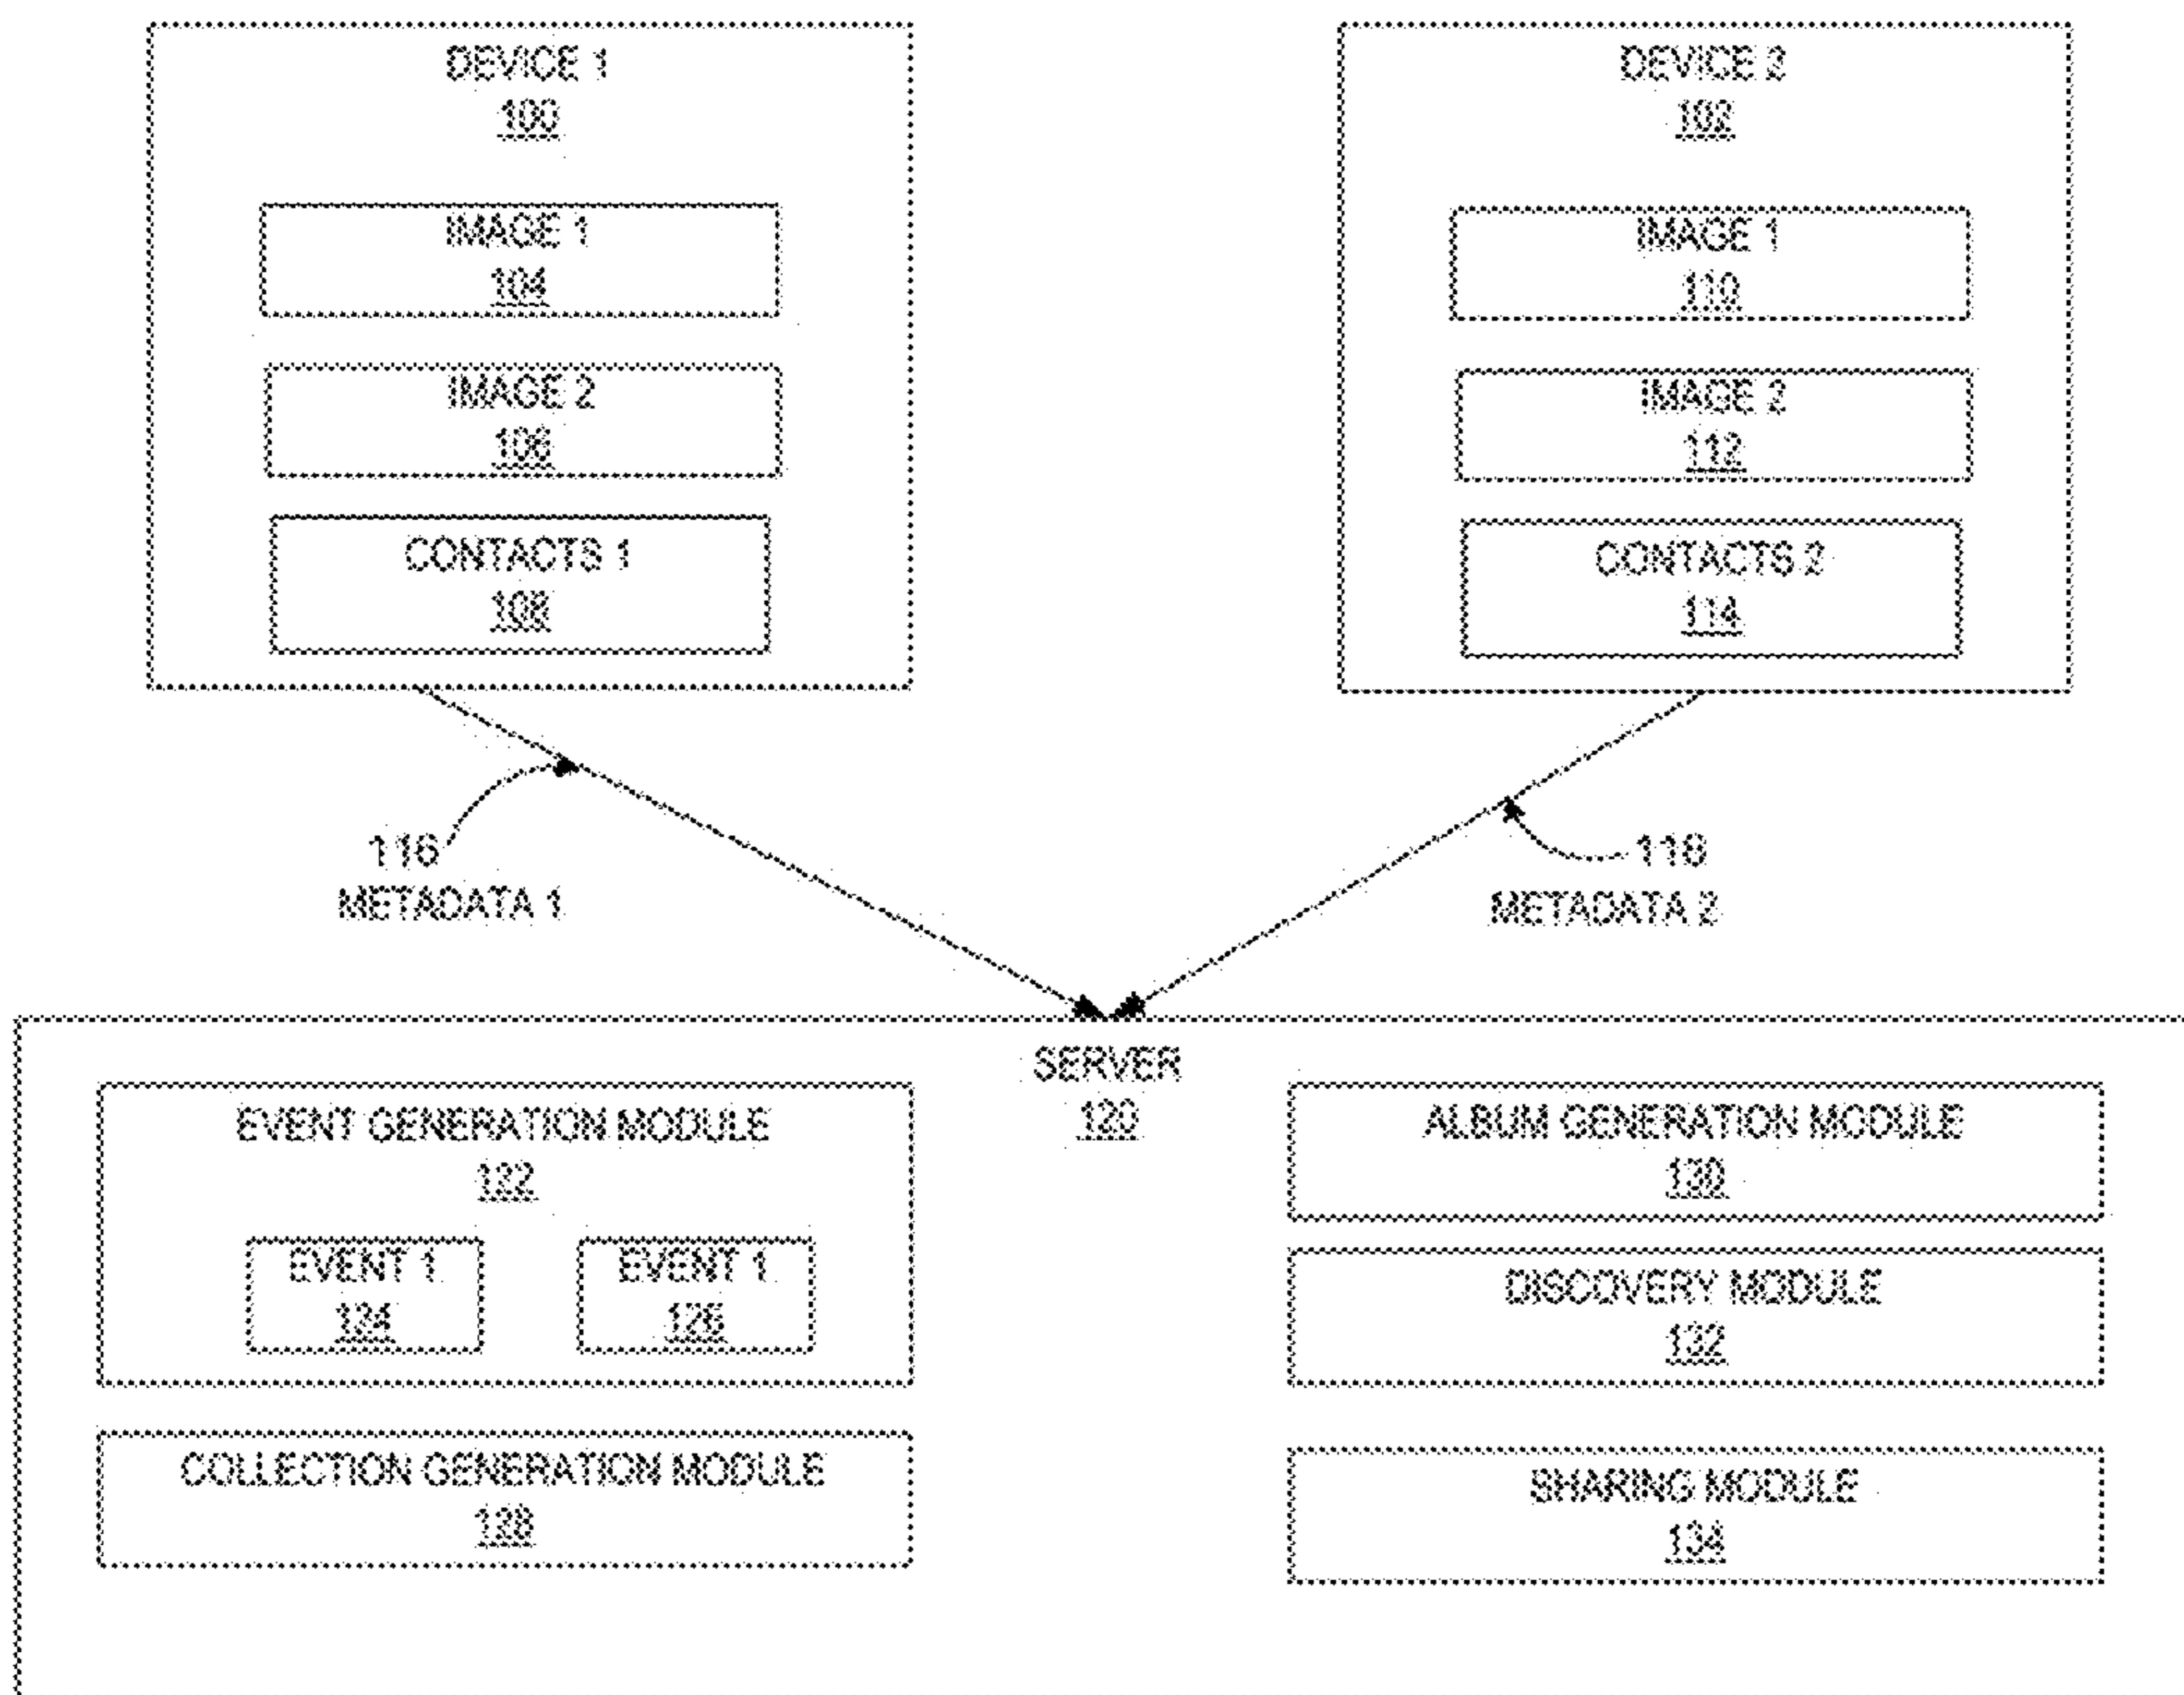 DEVICE 1
100
IMAGE 1
104
IMAGE 2
106
CONTACTS 1
108
DEVICE 2
102
IMAGE 1
110
IMAGE 2
112
CONTACTS 2
114
116
METADATA 1
118
METADATA 2
SERVER
120
EVENT GENERATION MODULE
122
EVENT 1
124
EVENT 1
126
COLLECTION GENERATION MODULE
128
ALBUM GENERATION MODULE
130
DISCOVERY MODULE
132
SHARING MODULE
134